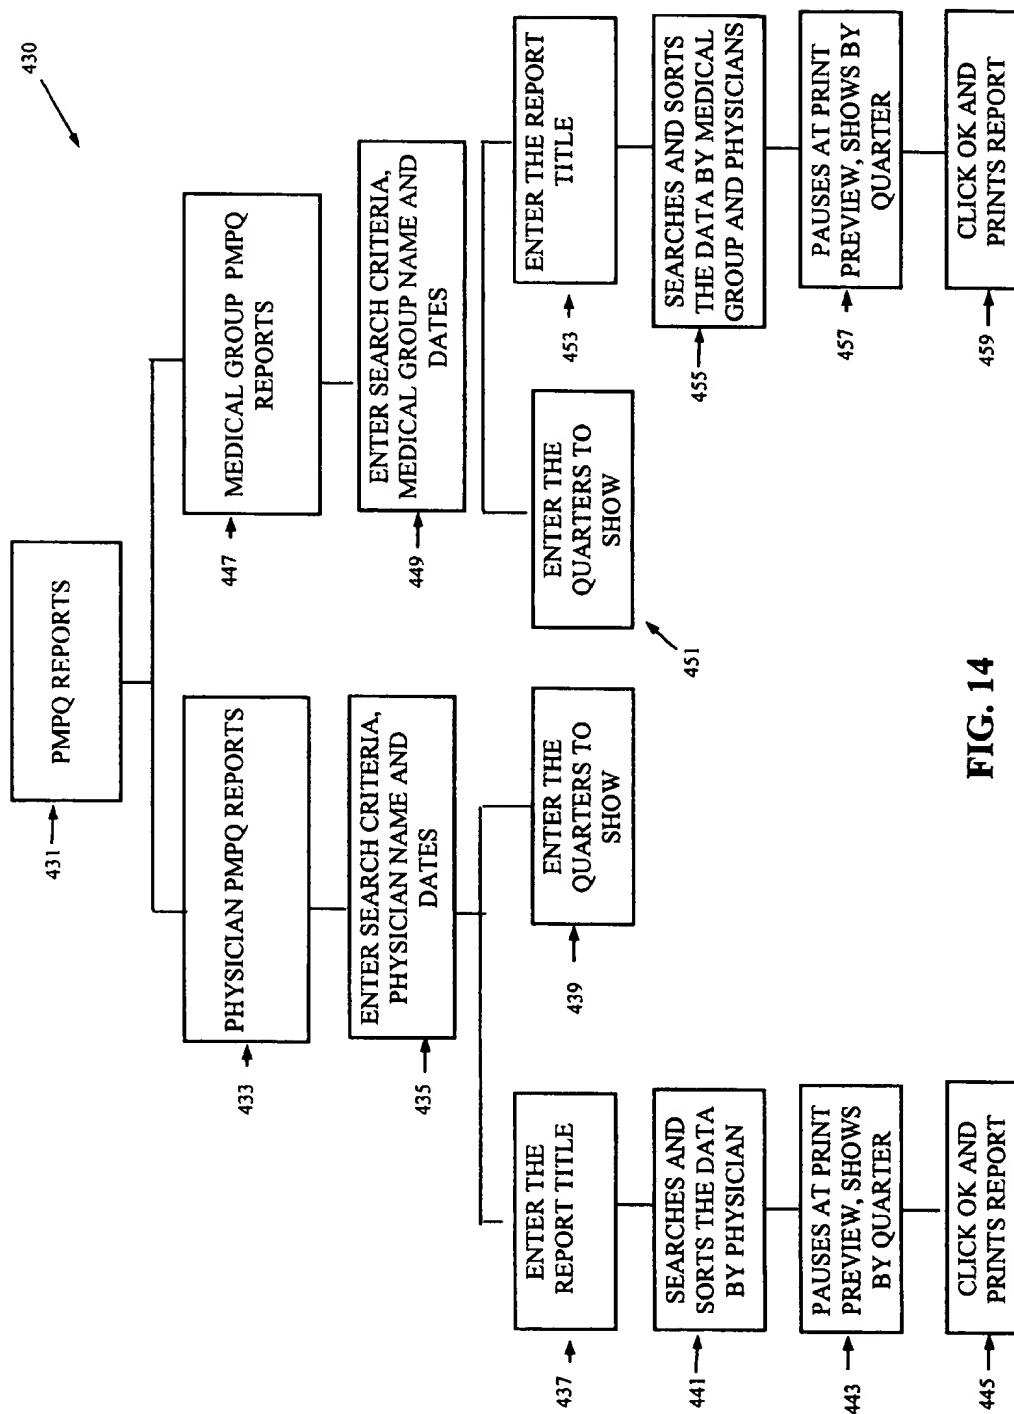 430
PMPQ REPORTS
431
PHYSICIAN PMPQ REPORTS
433
MEDICAL GROUP PMPQ
REPORTS
447
ENTER SEARCH CRITERIA,
PHYSICIAN NAME AND
DATES
435
ENTER SEARCH CRITERIA,
MEDICAL GROUP NAME AND
DATES
449
ENTER THE
REPORT TITLE
437
ENTER THE
QUARTERS TO
SHOW
439
ENTER THE
QUARTERS TO
SHOW
451
ENTER THE REPORT
TITLE
453
SEARCHES AND
SORTS THE DATA
BY PHYSICIAN
441
SEARCHES AND SORTS
THE DATA BY MEDICAL
GROUP AND PHYSICIANS
455
PAUSES AT PRINT
PREVIEW, SHOWS
BY QUARTER
443
PAUSES AT PRINT
PREVIEW, SHOWS BY
QUARTER
457
CLICK OK AND
PRINTS REPORT
445
CLICK OK AND
PRINTS REPORT
459
FIG. 14